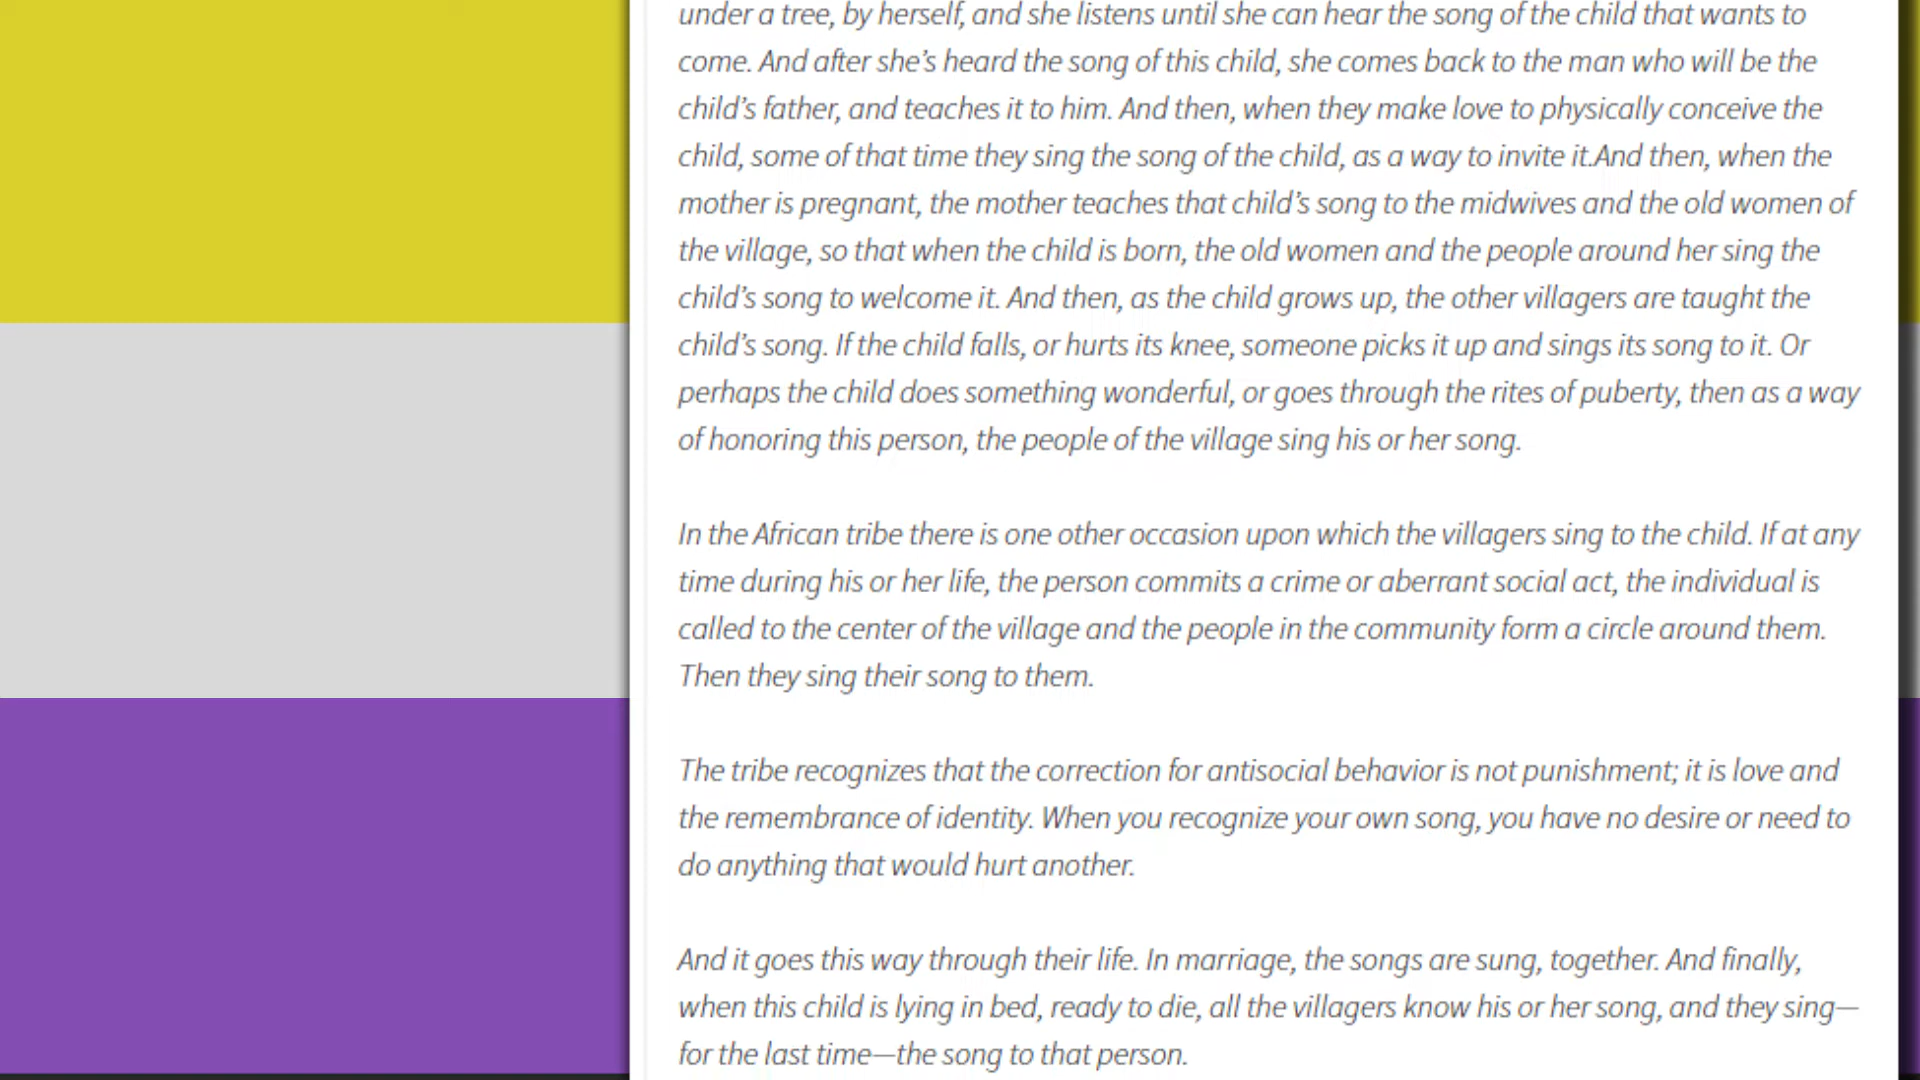 under a tree, by herself, and she listens until she can hear the song of the child that wants to
come. And after she’s heard the song of this child, she comes back to the man who will be the
child’s father, and teaches it to him. And then, when they make love to physically conceive the
child, some of that time they sing the song of the child, as a way to invite it.And then, when the
mother is pregnant, the mother teaches that child’s song to the midwives and the old women of
the village, so that when the child is born, the old women and the people around her sing the
child’s song to welcome it. And then, as the child grows up, the other villagers are taught the
child’s song. If the child falls, or hurts its knee, someone picks it up and sings its song to it. Or
perhaps the child does something wonderful, or goes through the rites of puberty, then as a way
of honoring this person, the people of the village sing his or her song.
In the African tribe there is one other occasion upon which the villagers sing to the child. If at any
time during his or her life, the person commits a crime or aberrant social act, the individual is
called to the center of the village and the people in the community form a circle around them.
Then they sing their song to them.
The tribe recognizes that the correction for antisocial behavior is not punishment; it is love and
the remembrance of identity. When you recognize your own song, you have no desire or need to
do anything that would hurt another.
And it goes this way through their life. In marriage, the songs are sung, together. And finally,
when this child is lying in bed, ready to die, all the villagers know his or her song, and they sing—
for the last time—the song to that person.